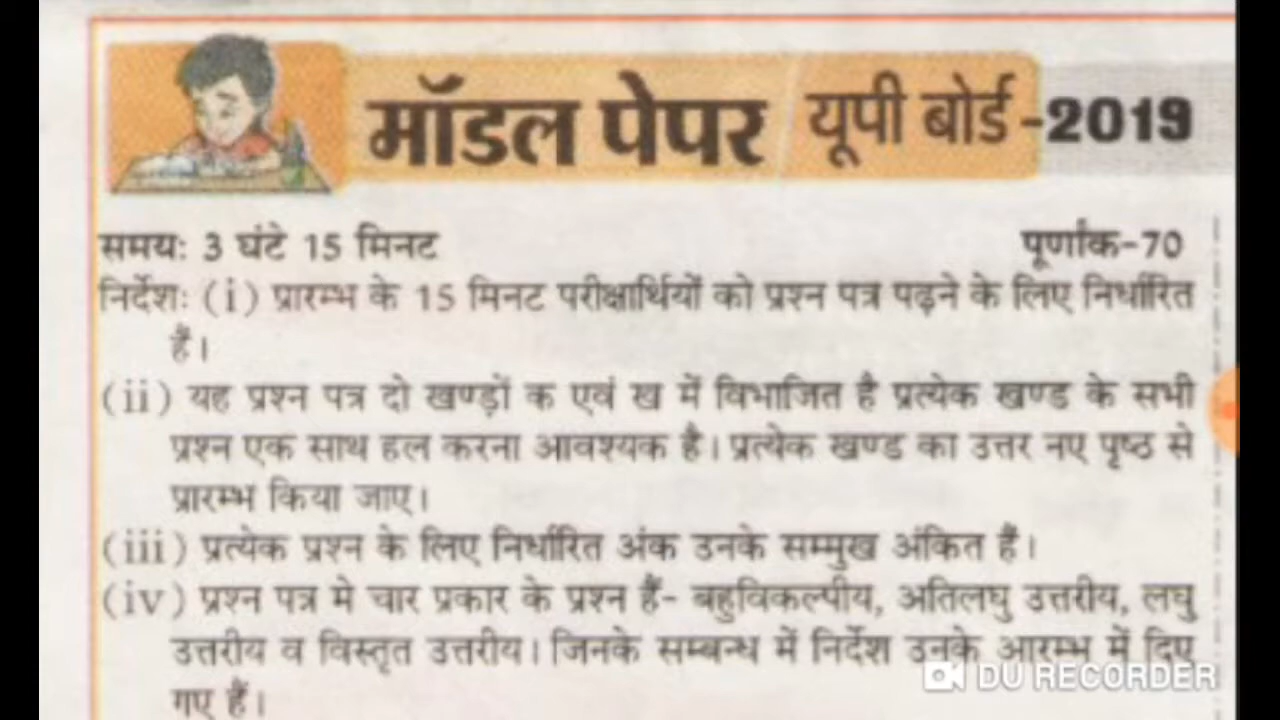 मॉडल पेपर यूपी बोर्ड -2019
समयः 3 घंटे 15 मिनट पूर्णांक-70
निर्देशः (i) प्रारम्भ के 15 मिनट परीक्षार्थियों को प्रश्न पत्र पढ़ने के लिए निर्धारित
हैं।
(ii) यह प्रश्न पत्र दो खण्ड़ों क एवं ख में विभाजित है प्रत्येक खण्ड के सभी
प्रश्न एक साथ हल करना आवश्यक है। प्रत्येक खण्ड का उत्तर नए पृष्ठ से
प्रारम्भ किया जाए।
(iii) प्रत्येक प्रश्न के लिए निर्धारित अंक उनके सम्मुख अंकित हैं।
(iv) प्रश्न पत्र मे चार प्रकार के प्रश्न हैं- बहुविकल्पीय, अतिलघु उत्तरीय, लघु
उत्तरीय व विस्तृत उत्तरीय। जिनके सम्बन्ध में निर्देश उनके आरम्भ में दिए
गए हैं।
DU RECORDER